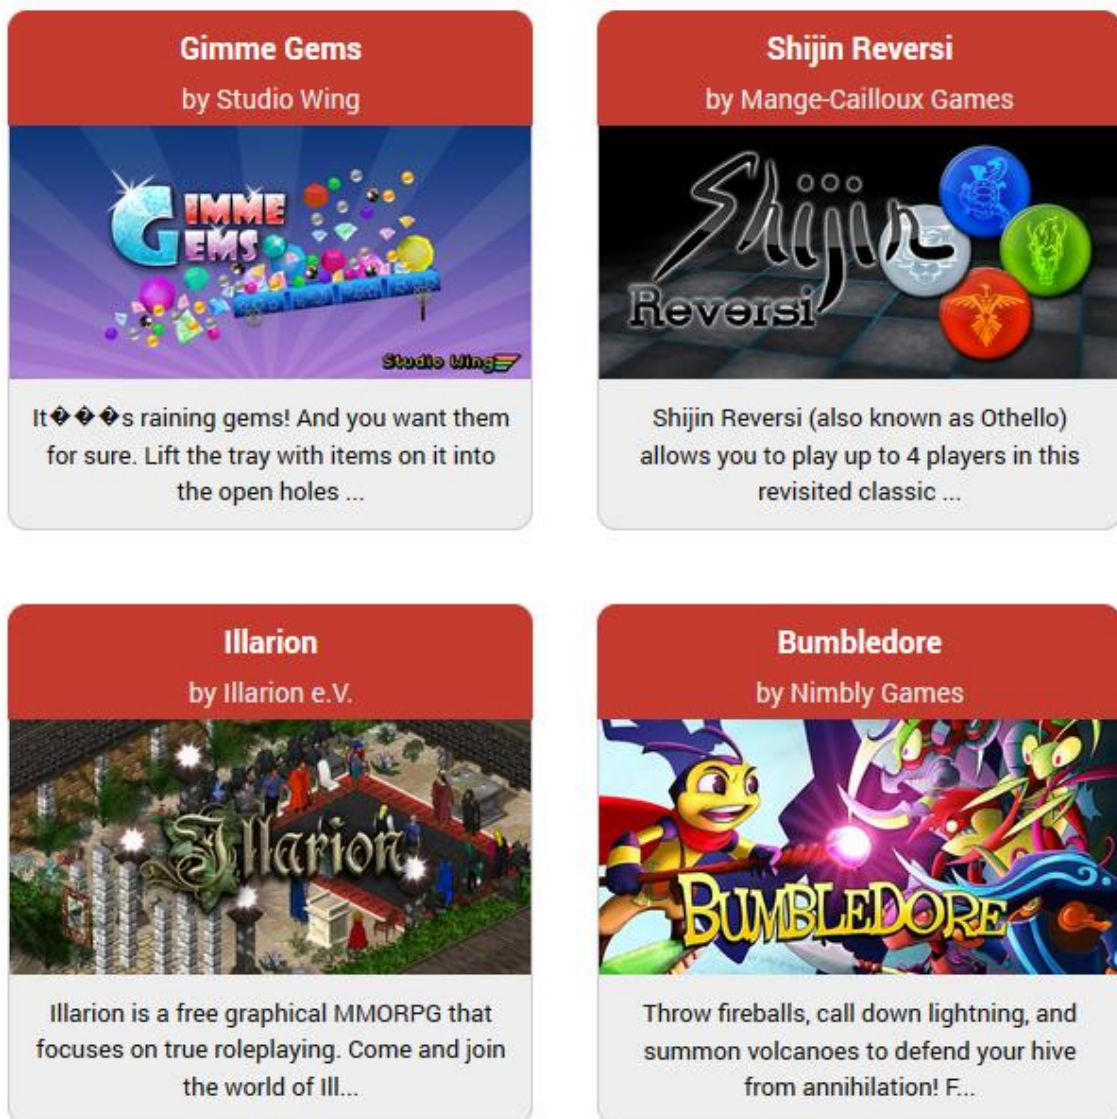 Gimme Gems
by Studio Wing
GIMME
GEMS
Studio Wing
It���s raining gems! And you want them
for sure. Lift the tray with items on it into
the open holes ...
Shijin Reversi
by Mange-Cailloux Games
Shijin
Reversi
Shijin Reversi (also known as Othello)
allows you to play up to 4 players in this
revisited classic ...
Illarion
by Illarion e.V.
Illarion
Illarion is a free graphical MMORPG that
focuses on true roleplaying. Come and join
the world of Ill...
Bumbledore
by Nimbly Games
BUMBLEDORE
Throw fireballs, call down lightning, and
summon volcanoes to defend your hive
from annihilation! F...